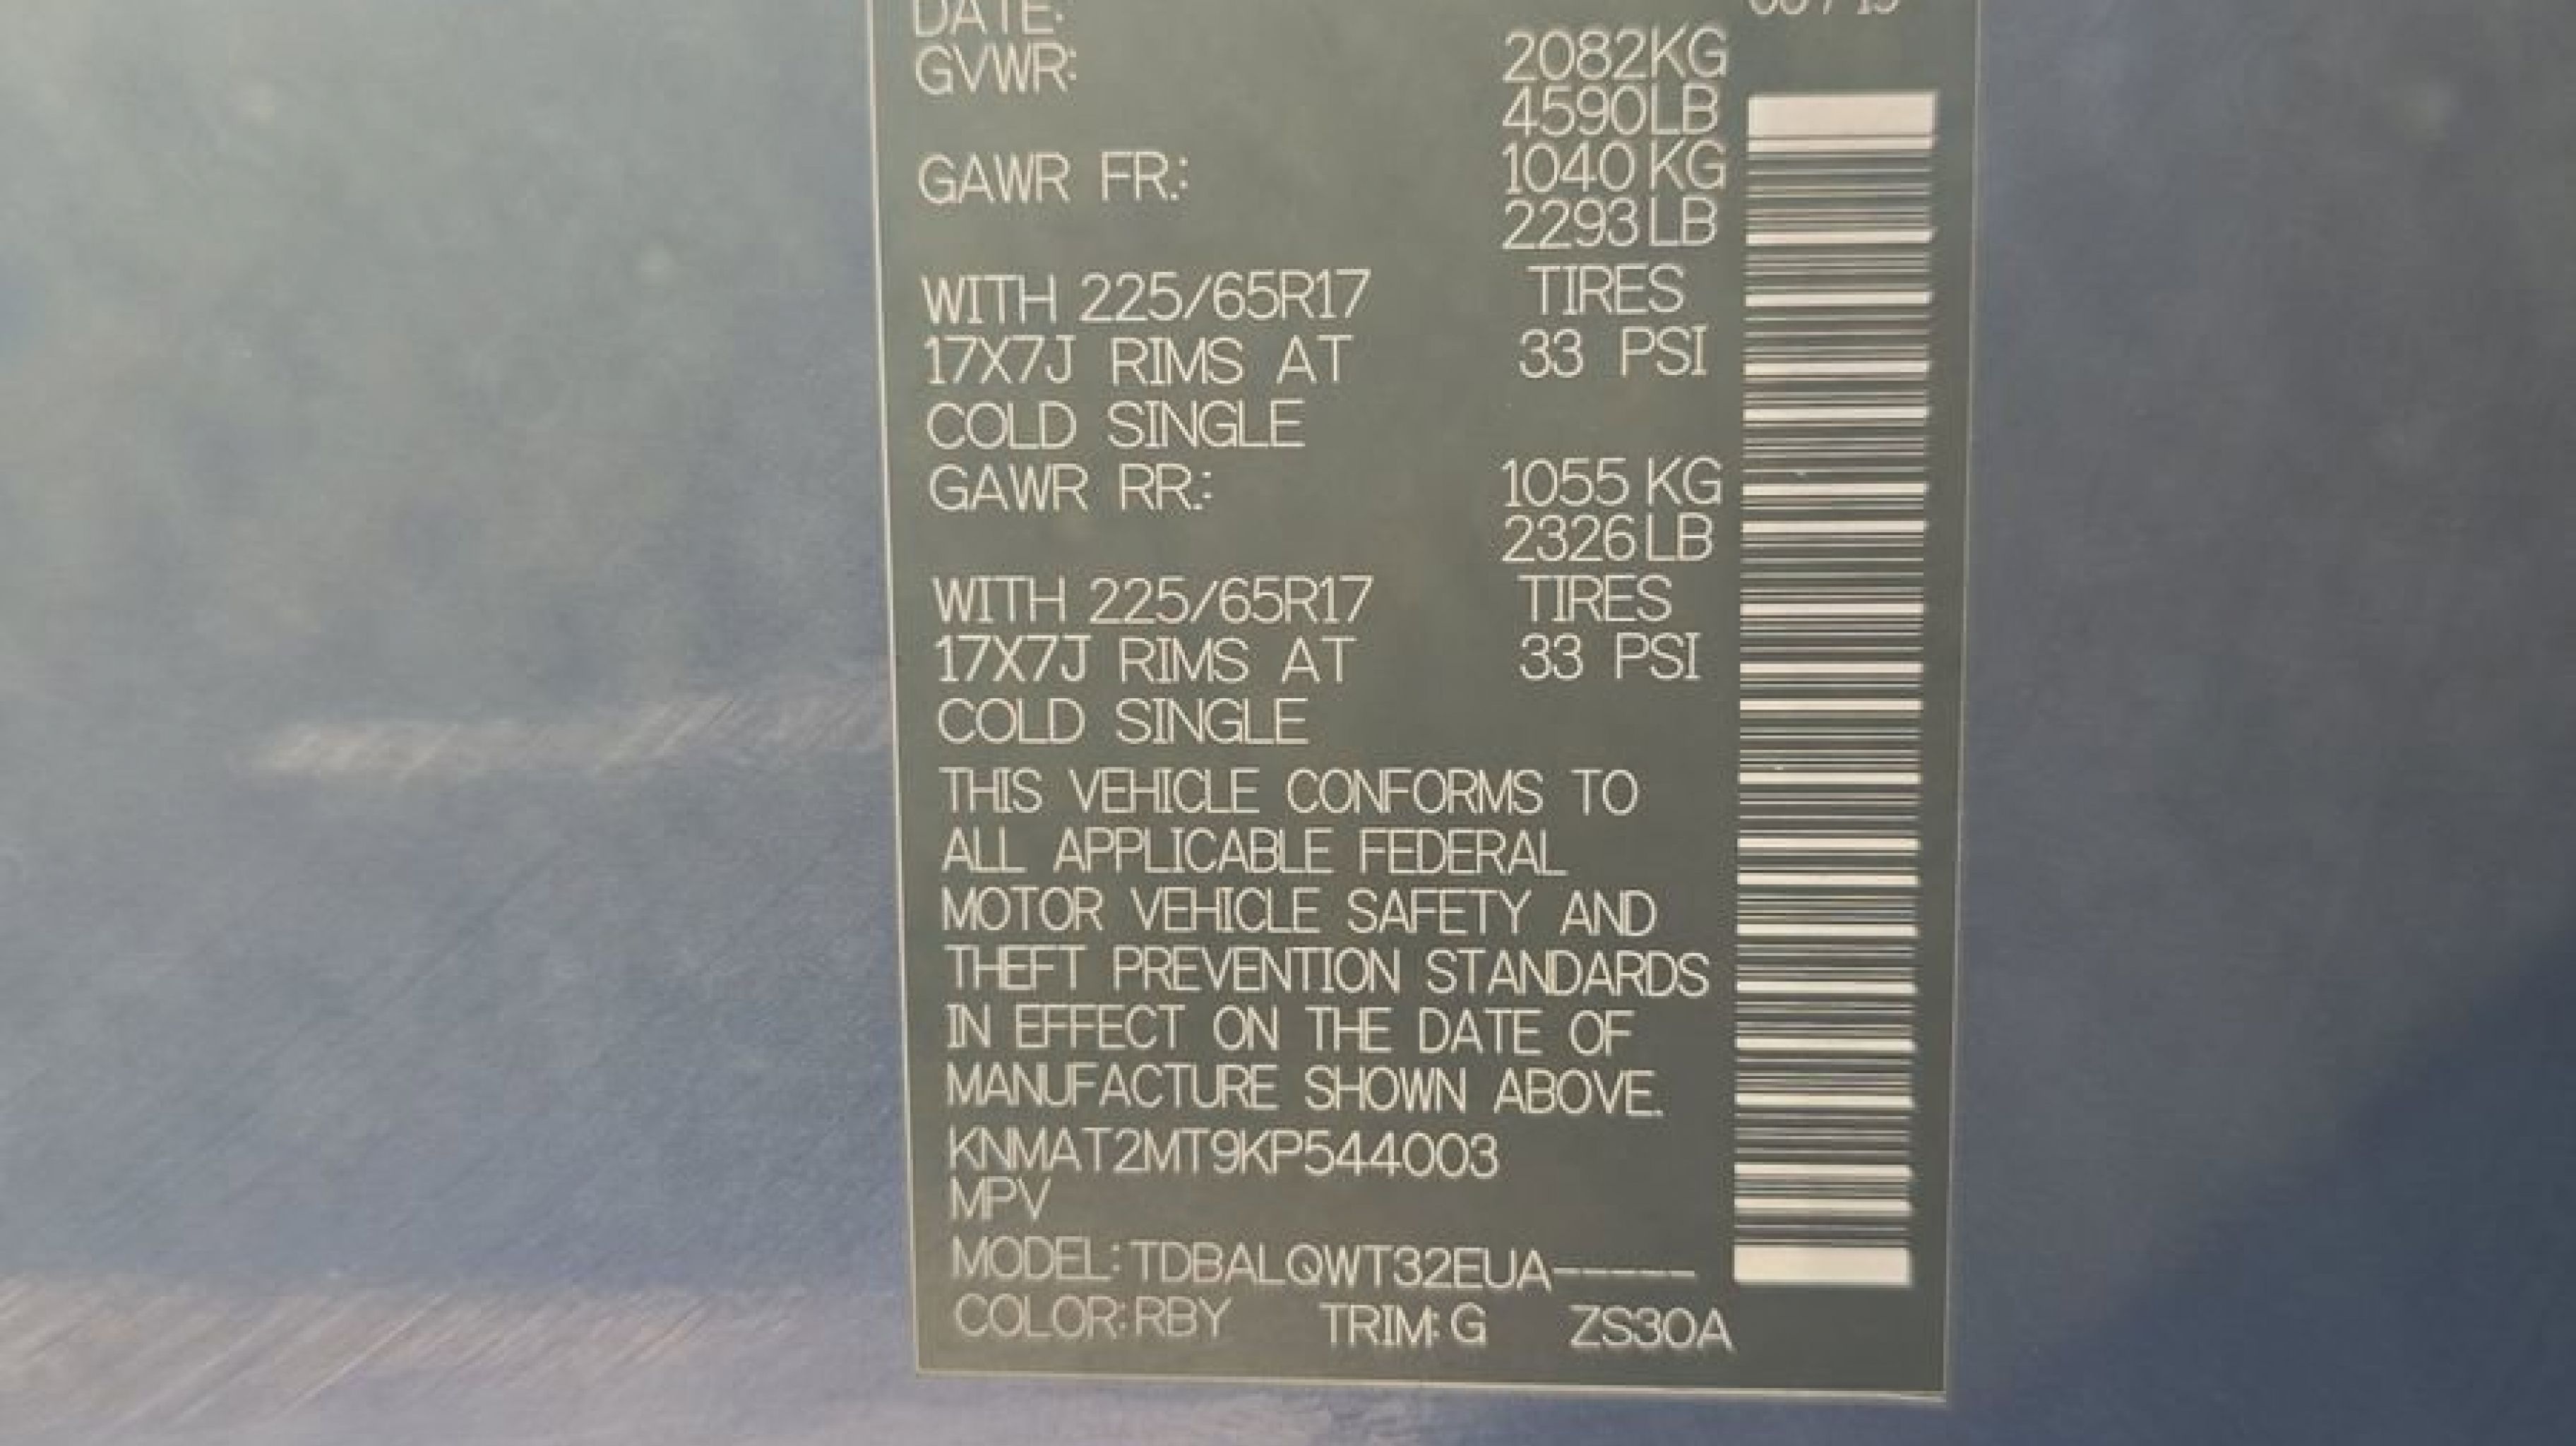 DATE:
GVWR: 2082KG
4590LB
GAWR FR.: 1040 KG
2293 LB
WITH 225/65R17 TIRES
17X7J RIMS AT 33 PSI
COLD SINGLE
GAWR RR.: 1055 KG
2326 LB
WITH 225/65R17 TIRES
17X7J RIMS AT 33 PSI
COLD SINGLE
THIS VEHICLE CONFORMS TO
ALL APPLICABLE FEDERAL
MOTOR VEHICLE SAFETY AND
THEFT PREVENTION STANDARDS
IN EFFECT ON THE DATE OF
MANUFACTURE SHOWN ABOVE.
KNMAT2MT9KP544003
MPV
MODEL: TDBALQWT32EUA-----
COLOR: RBY TRIM: G ZS30A